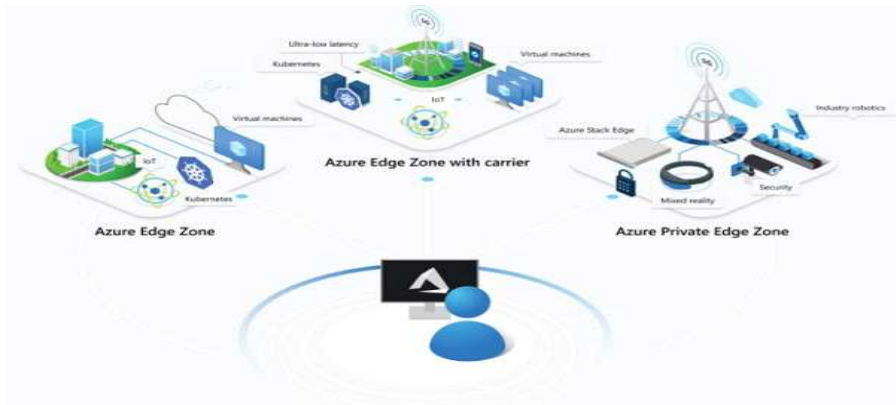 Ultra-low latency
Kubernetes
Virtual machines
IoT
Azure Edge Zone with carrier
Virtual machines
IoT
Kubernetes
Azure Edge Zone
5G
Industry robotics
Azure Stack Edge
Security
Mixed reality
Azure Private Edge Zone